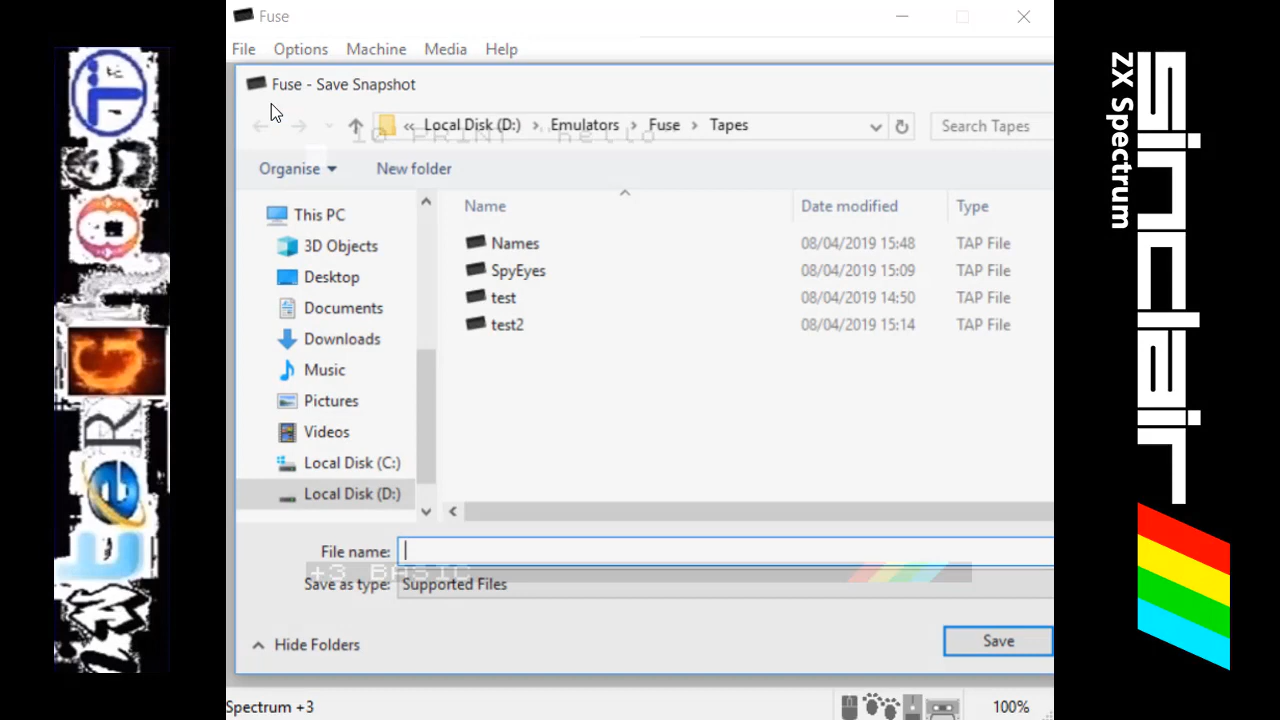 Fuse
File Options Machine Media Help
Fuse - Save Snapshot
« Local Disk (D:) › Emulators › Fuse › Tapes
Search Tapes
10 PRINT "hello
Organise New folder
This PC
3D Objects
Desktop
Documents
Downloads
Music
Pictures
Videos
Local Disk (C:)
Local Disk (D:)
Name Date modified Type
Names 08/04/2019 15:48 TAP File
SpyEyes 08/04/2019 15:09 TAP File
test 08/04/2019 14:50 TAP File
test2 08/04/2019 15:14 TAP File
File name:
+3 BASIC
Save as type: Supported Files
Hide Folders
Save
Spectrum +3
100%
sinclair
ZX Spectrum